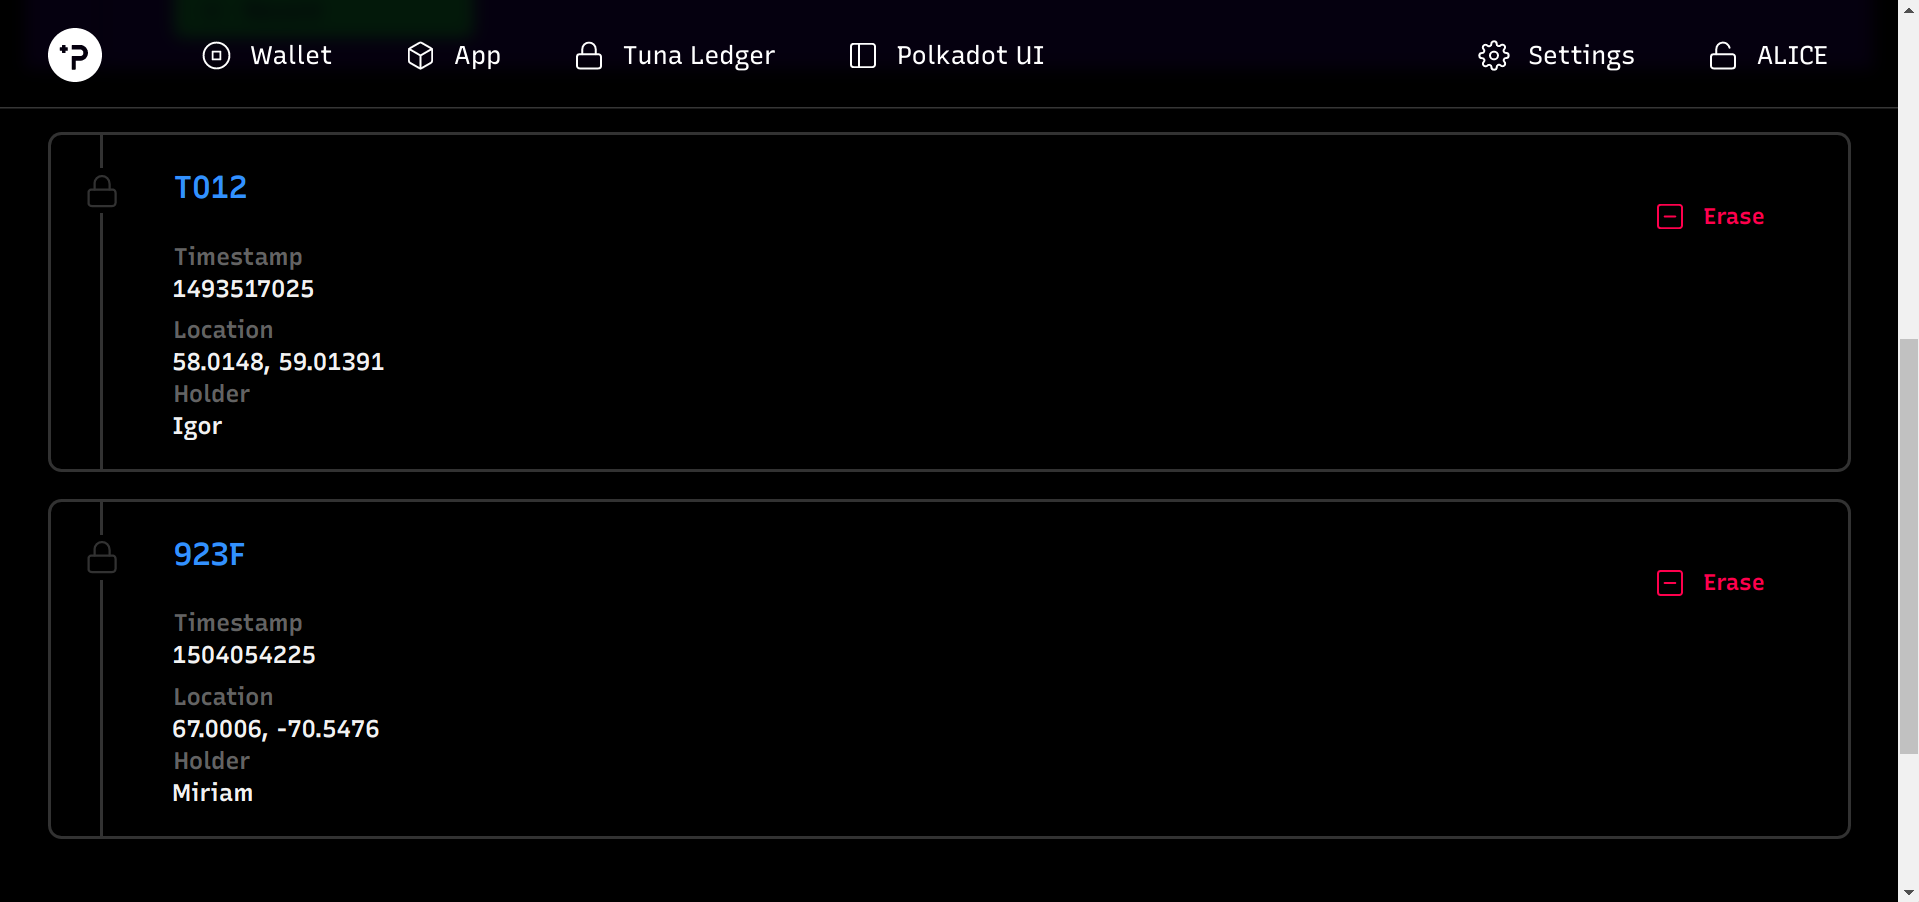 Wallet App Tuna Ledger Polkadot UI Settings ALICE
T012
Erase
Timestamp
1493517025
Location
58.0148, 59.01391
Holder
Igor
923F
Erase
Timestamp
1504054225
Location
67.0006, -70.5476
Holder
Miriam